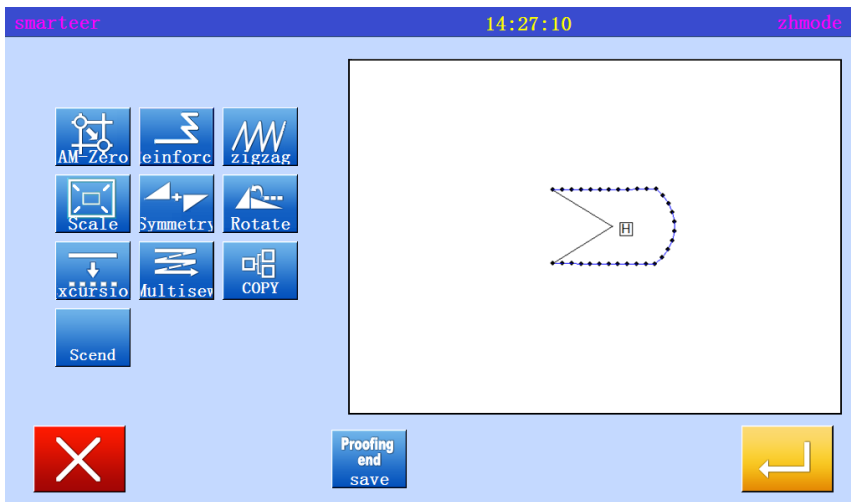 smarteer 14:27:10 zhmode
AM-Zero einforc zigzag
Scale Symmetry Rotate
xcursio Multisew COPY
Scend
H
Proofing
end
save